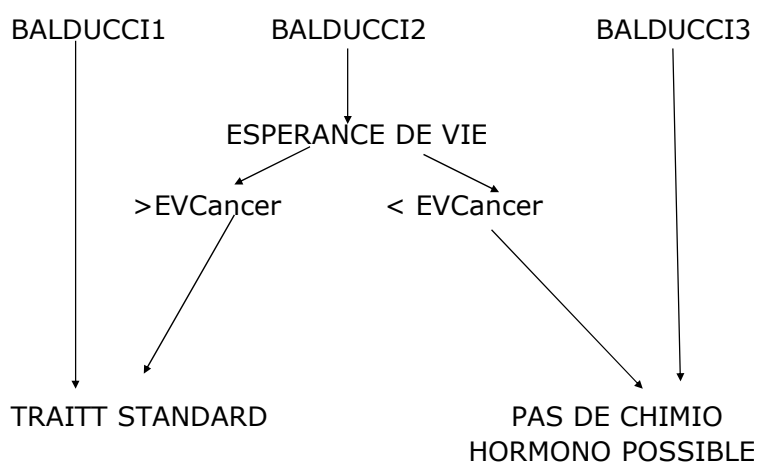 BALDUCCI1 BALDUCCI2 BALDUCCI3
ESPERANCE DE VIE
>EVCancer < EVCancer
TRAITT STANDARD PAS DE CHIMIO
HORMONO POSSIBLE